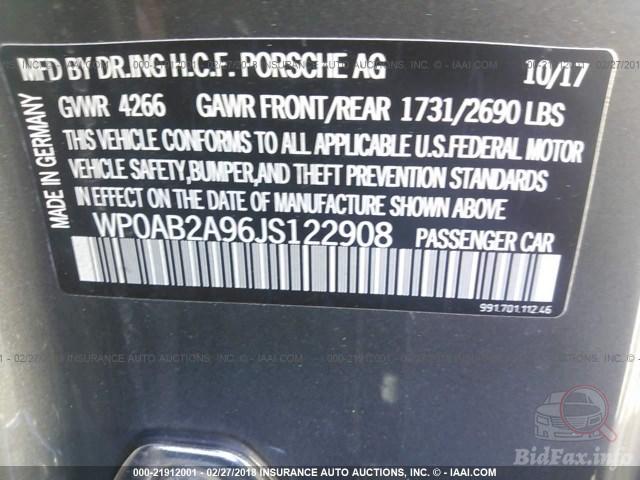 MFD BY DR.ING H.C.F. PORSCHE AG 10/17
GVWR 4266 GAWR FRONT/REAR 1731/2690 LBS
THIS VEHICLE CONFORMS TO ALL APPLICABLE U.S.FEDERAL MOTOR
VEHICLE SAFETY,BUMPER,AND THEFT PREVENTION STANDARDS
IN EFFECT ON THE DATE OF MANUFACTURE SHOWN ABOVE
MADE IN GERMANY
WP0AB2A96JS122908 PASSENGER CAR
991.701.112.46
BidFax.info
000-21912001 - 02/27/2018 INSURANCE AUTO AUCTIONS - © IAAI.COM